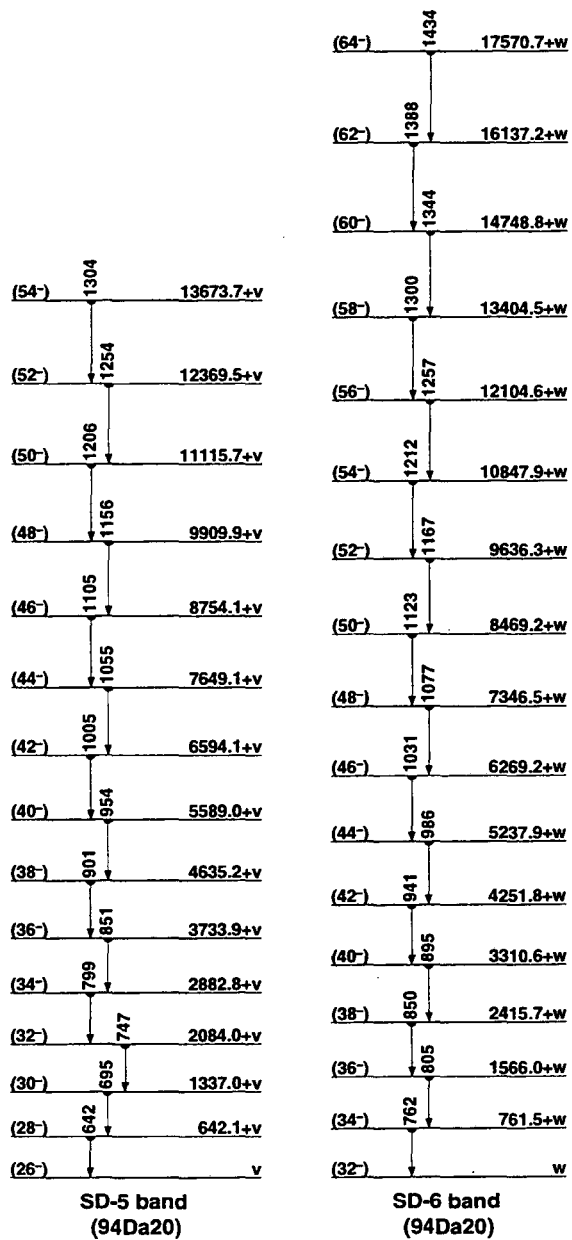 (54–) 1304 13673.7+v
(52–) 1254 12369.5+v
(50–) 1206 11115.7+v
(48–) 1156 9909.9+v
(46–) 1105 8754.1+v
(44–) 1055 7649.1+v
(42–) 1005 6594.1+v
(40–) 954 5589.0+v
(38–) 901 4635.2+v
(36–) 851 3733.9+v
(34–) 799 2882.8+v
(32–) 747 2084.0+v
(30–) 695 1337.0+v
(28–) 642 642.1+v
(26–) v
SD-5 band
(94Da20)
(64–) 1434 17570.7+w
(62–) 1388 16137.2+w
(60–) 1344 14748.8+w
(58–) 1300 13404.5+w
(56–) 1257 12104.6+w
(54–) 1212 10847.9+w
(52–) 1167 9636.3+w
(50–) 1123 8469.2+w
(48–) 1077 7346.5+w
(46–) 1031 6269.2+w
(44–) 986 5237.9+w
(42–) 941 4251.8+w
(40–) 895 3310.6+w
(38–) 850 2415.7+w
(36–) 805 1566.0+w
(34–) 762 761.5+w
(32–) w
SD-6 band
(94Da20)